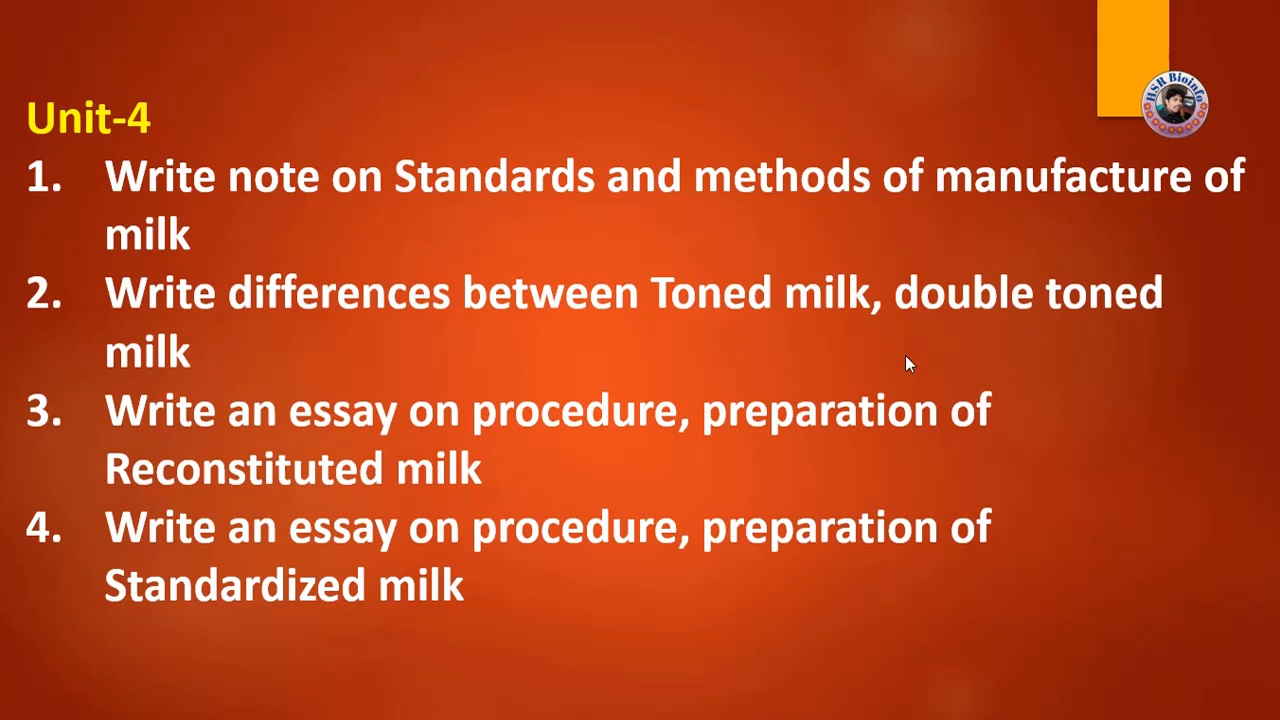 HSR Bioinfo
Unit-4
1. Write note on Standards and methods of manufacture of
milk
2. Write differences between Toned milk, double toned
milk
3. Write an essay on procedure, preparation of
Reconstituted milk
4. Write an essay on procedure, preparation of
Standardized milk